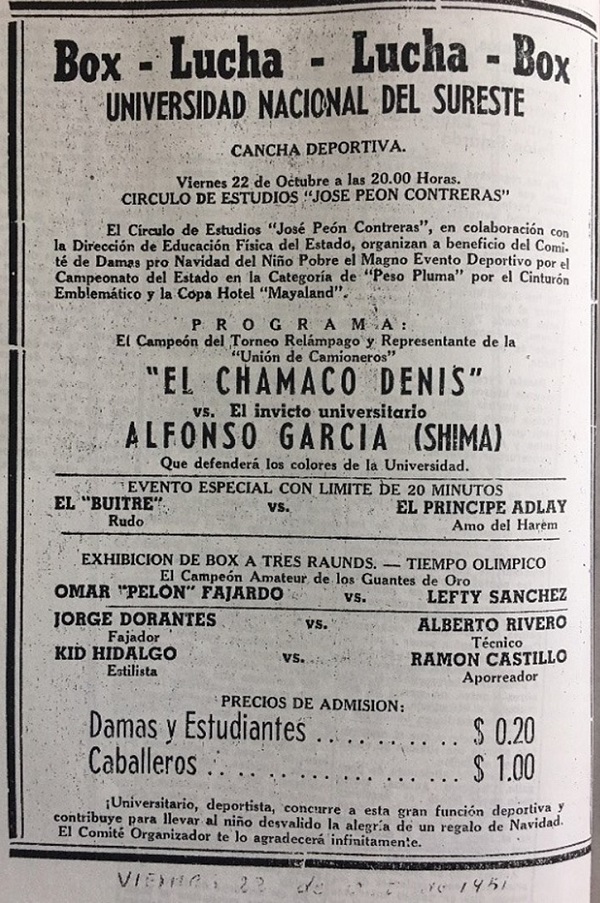 Box - Lucha - Lucha - Box
UNIVERSIDAD NACIONAL DEL SURESTE
CANCHA DEPORTIVA.
Viernes 22 de Octubre a las 20.00 Horas.
CIRCULO DE ESTUDIOS "JOSE PEON CONTRERAS"
El Círculo de Estudios "José Peón Contreras", en colaboración con
la Dirección de Educación Física del Estado, organizan a beneficio del Comi-
té de Damas pro Navidad del Niño Pobre el Magno Evento Deportivo por el
Campeonato del Estado en la Categoría de "Peso Pluma" por el Cinturón
Emblemático y la Copa Hotel "Mayaland".
PROGRAMA:
El Campeón del Torneo Relámpago y Representante de la
"Unión de Camioneros"
"EL CHAMACO DENIS"
vs. El invicto universitario
ALFONSO GARCIA (SHIMA)
Que defenderá los colores de la Universidad.
EVENTO ESPECIAL CON LIMITE DE 20 MINUTOS
EL "BUITRE" vs. EL PRINCIPE ADLAY
Rudo Amo del Harem
EXHIBICION DE BOX A TRES RAUNDS. — TIEMPO OLIMPICO
El Campeón Amateur de los Guantes de Oro
OMAR "PELON" FAJARDO vs. LEFTY SANCHEZ
JORGE DORANTES vs. ALBERTO RIVERO
Fajador Técnico
KID HIDALGO vs. RAMON CASTILLO
Estilista Aporreador
PRECIOS DE ADMISION:
Damas y Estudiantes .......... $ 0.20
Caballeros .................. $ 1.00
¡Universitario, deportista, concurre a esta gran función deportiva y
contribuye para llevar al niño desvalido la alegría de un regalo de Navidad.
El Comité Organizador te lo agradecerá infinitamente.
Viernes 22 de de 1951